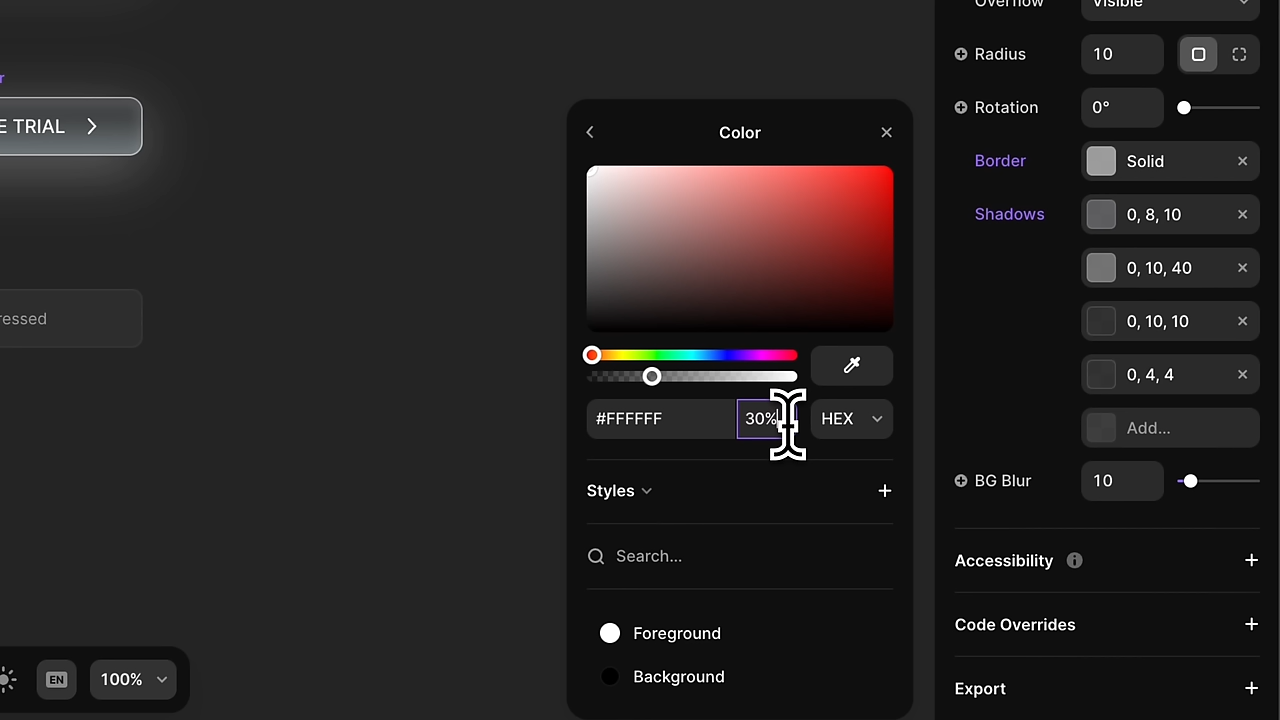 Overflow
Visible
Radius
10
r
E TRIAL
Rotation
0°
Color
Border
Solid
Shadows
0, 8, 10
0, 10, 40
ressed
0, 10, 10
0, 4, 4
#FFFFFF
30%
HEX
Add...
BG Blur
10
Styles
Search...
Accessibility
Code Overrides
Foreground
Background
EN
100%
Export